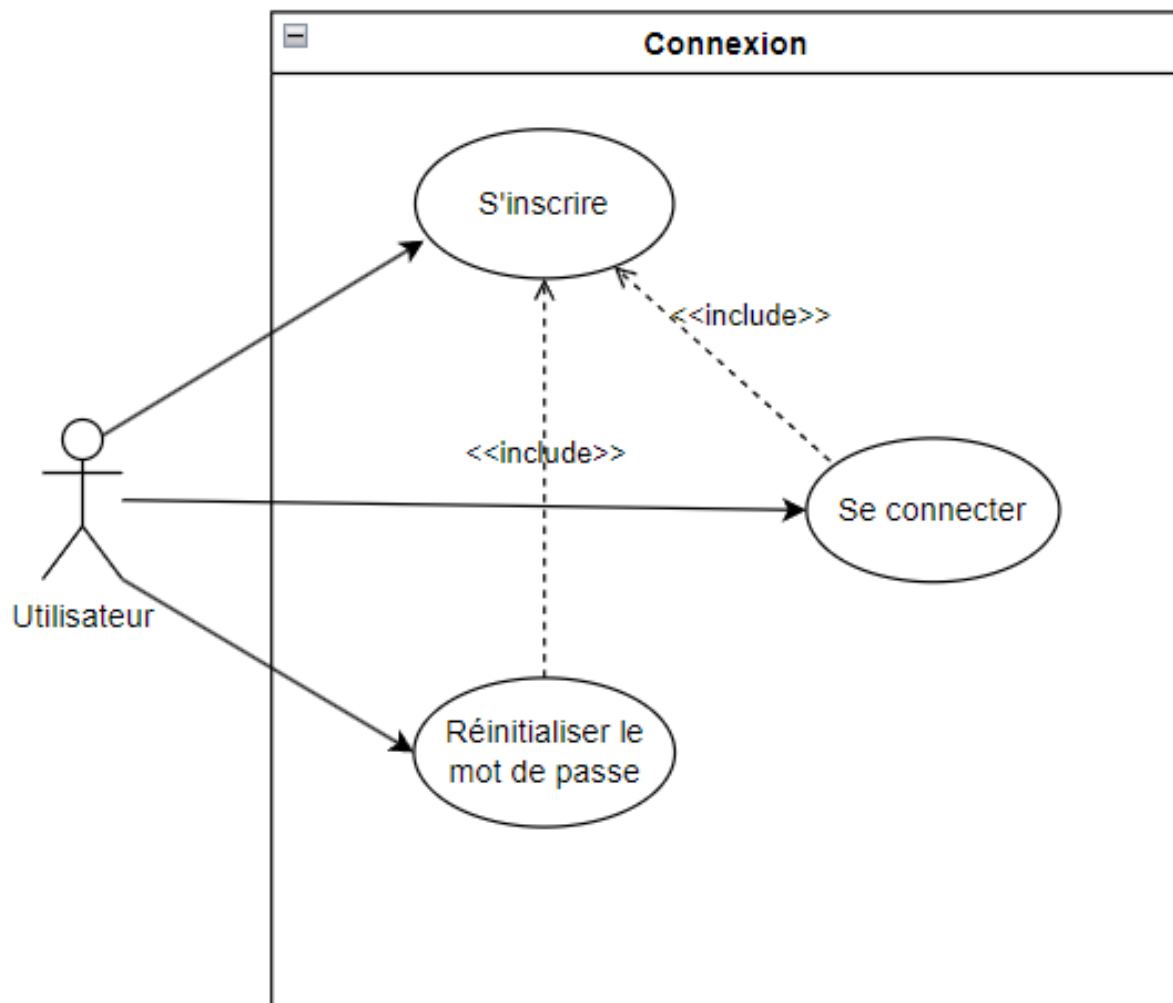 Connexion
S'inscrire
<<include>>
<<include>>
Se connecter
Utilisateur
Réinitialiser le
mot de passe